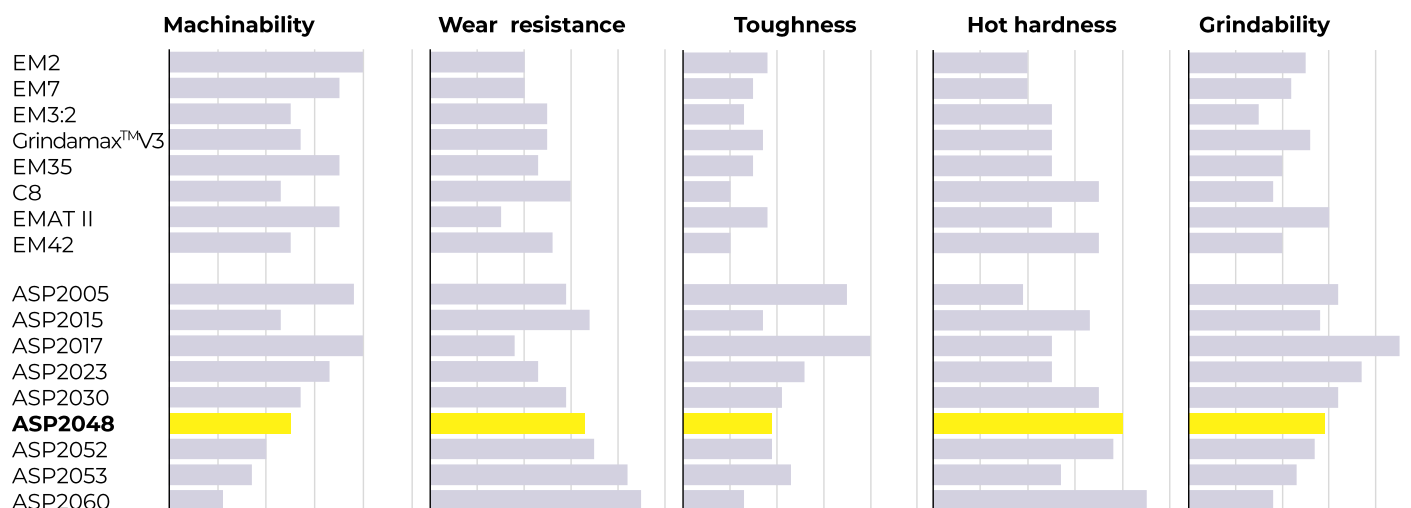 Machinability Wear resistance Toughness Hot hardness Grindability
EM2
EM7
EM3:2
Grindamax™V3
EM35
C8
EMAT II
EM42
ASP2005
ASP2015
ASP2017
ASP2023
ASP2030
ASP2048
ASP2052
ASP2053
ASP2060